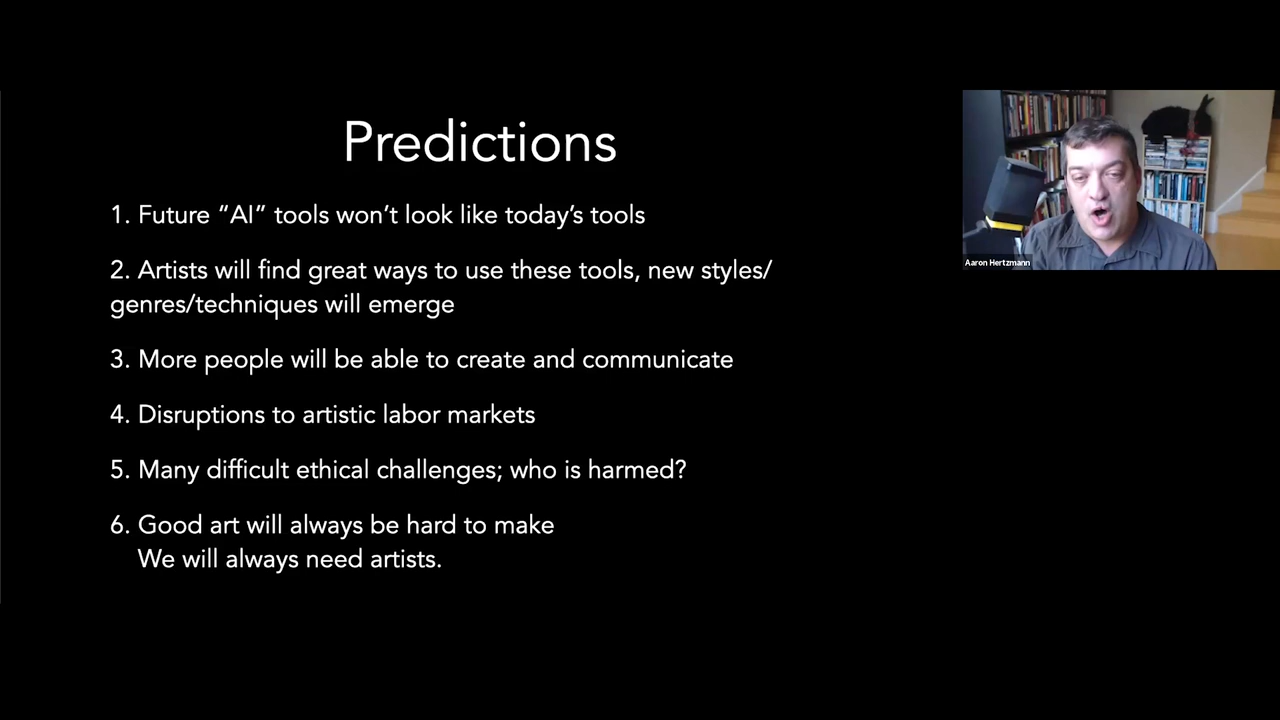 Predictions
1. Future “AI” tools won’t look like today’s tools
2. Artists will find great ways to use these tools, new styles/
genres/techniques will emerge
3. More people will be able to create and communicate
4. Disruptions to artistic labor markets
5. Many difficult ethical challenges; who is harmed?
6. Good art will always be hard to make
We will always need artists.
Aaron Hertzmann